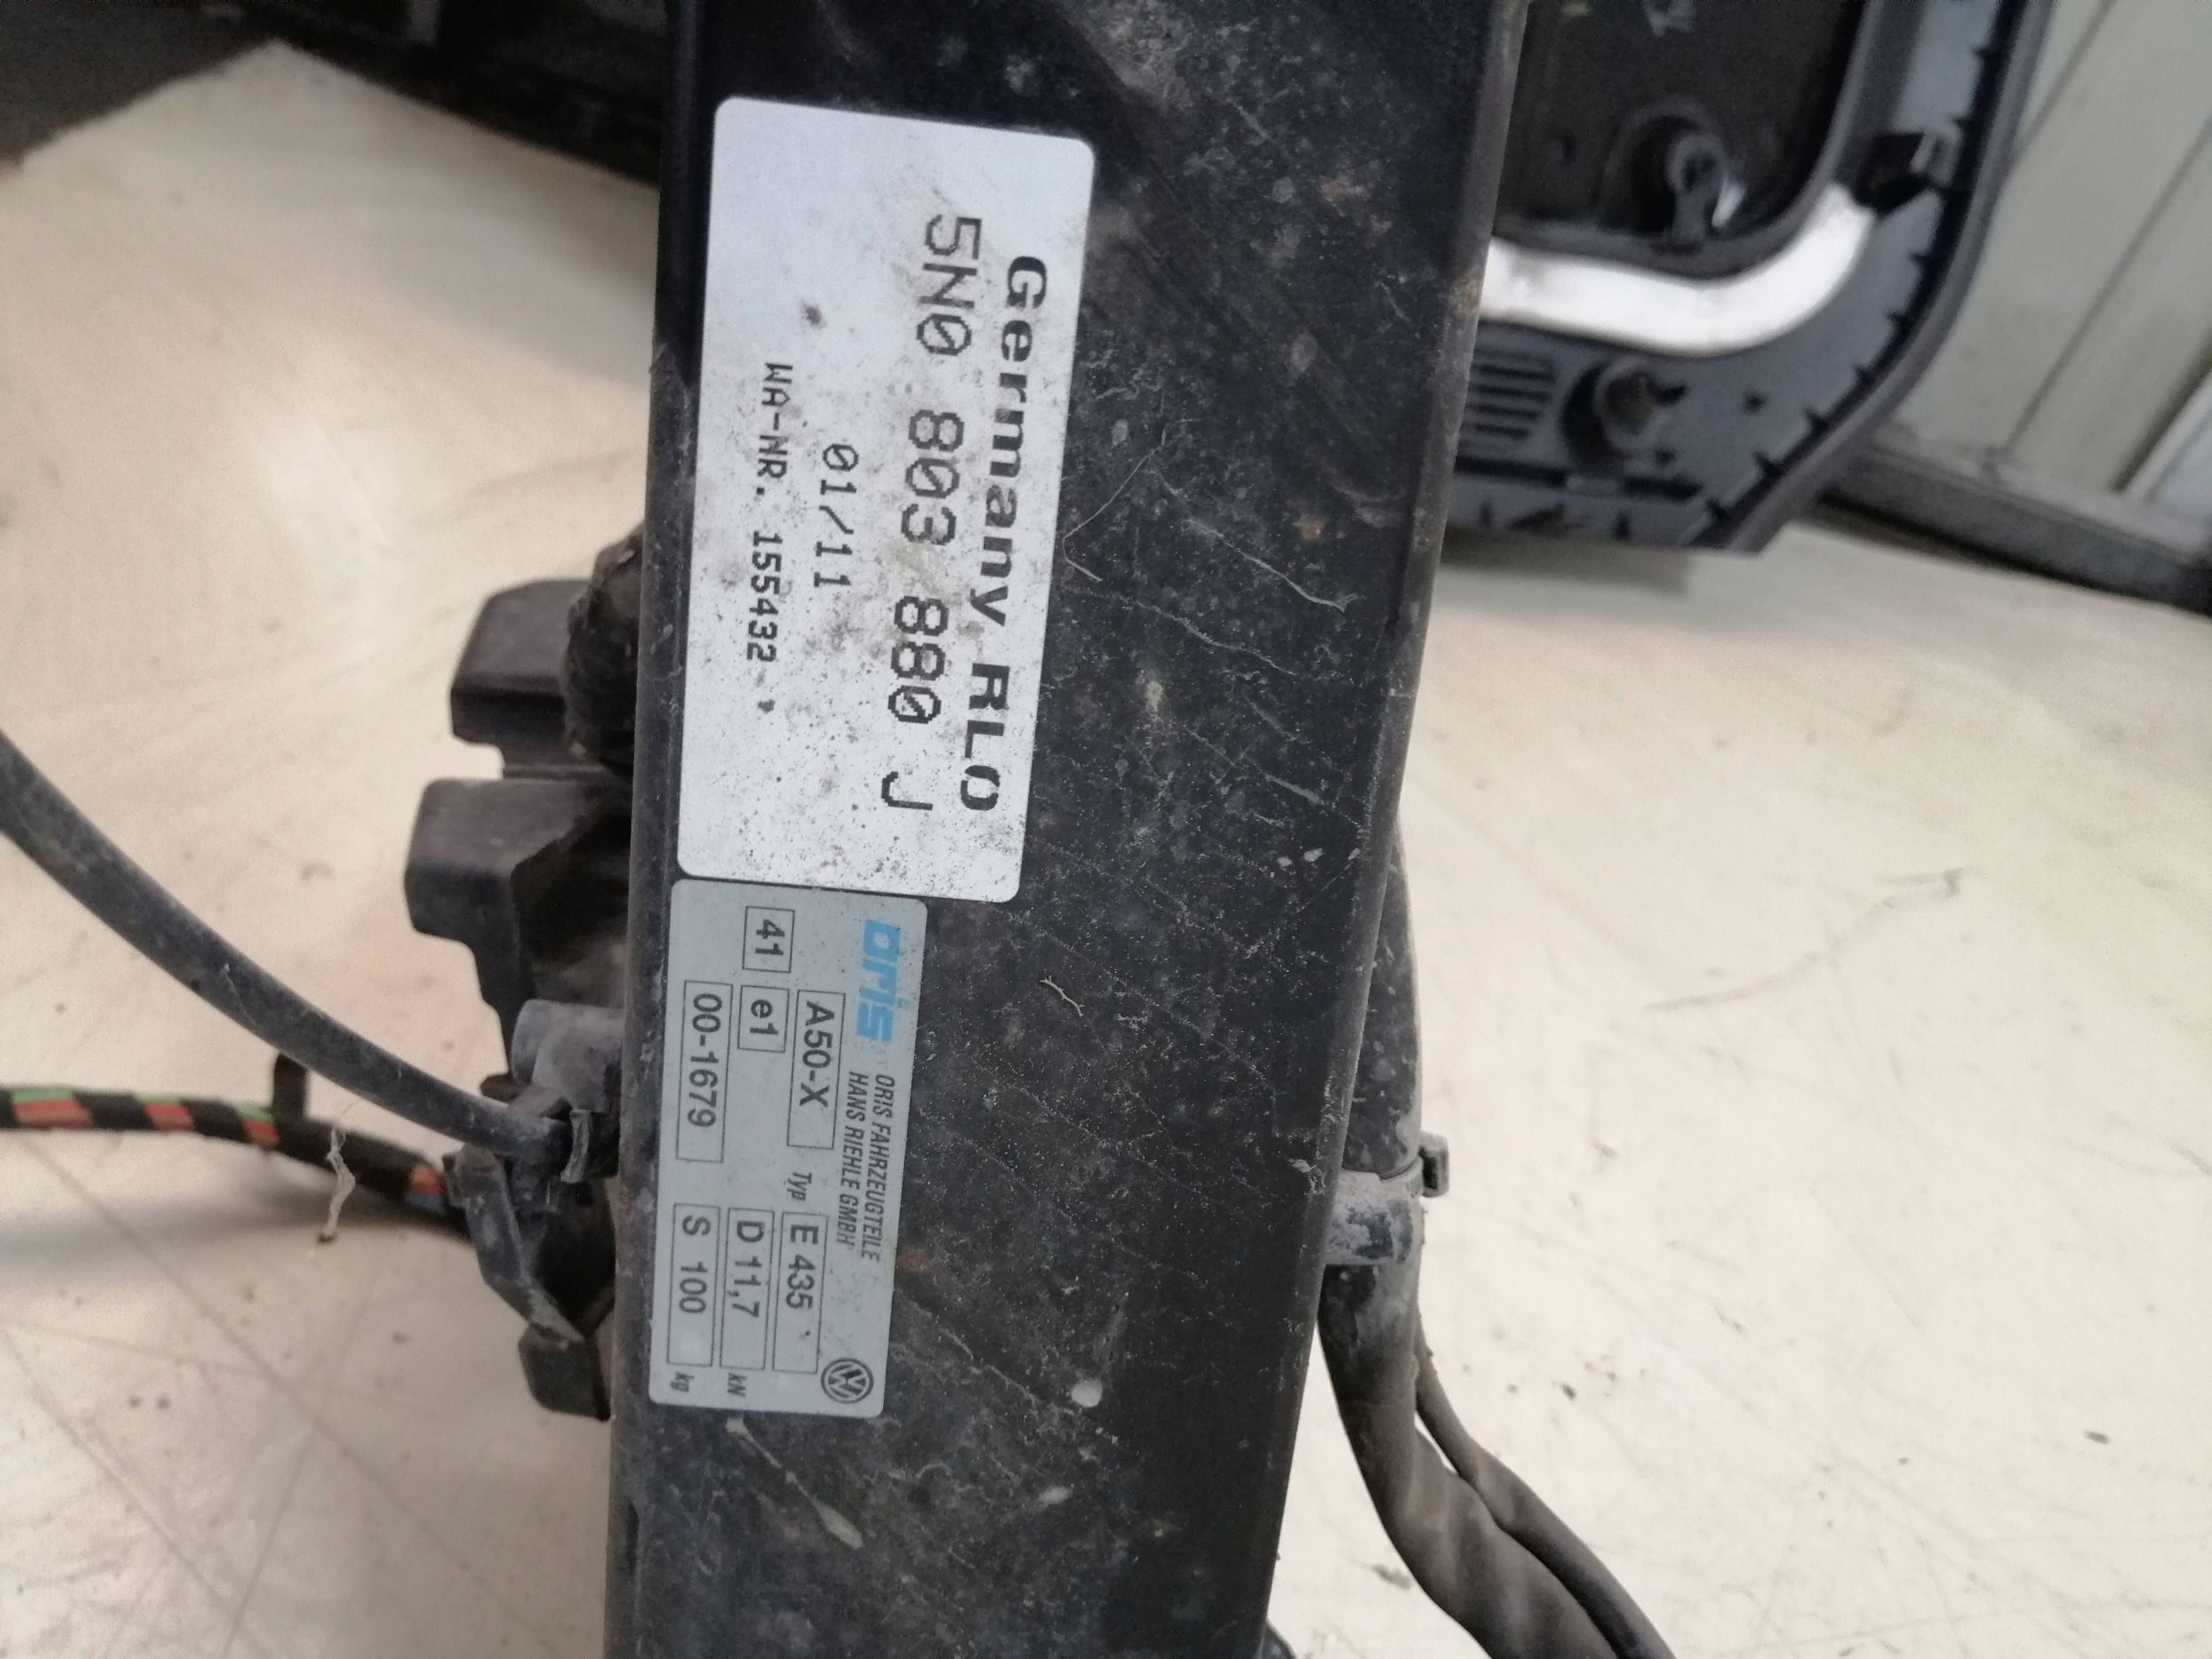 Germany RLO
5N0 803 880 J
01/11
WA-NR. 155432
oris
ORIS FAHRZEUGTEILE
HANS RIEHLE GMBH
A50-X
Typ E 435
41 e1
D 11,7 kN
00-1679
S 100 kg